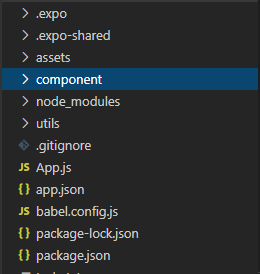 .expo
.expo-shared
assets
component
node_modules
utils
.gitignore
JS App.js
{} app.json
JS babel.config.js
{} package-lock.json
{} package.json